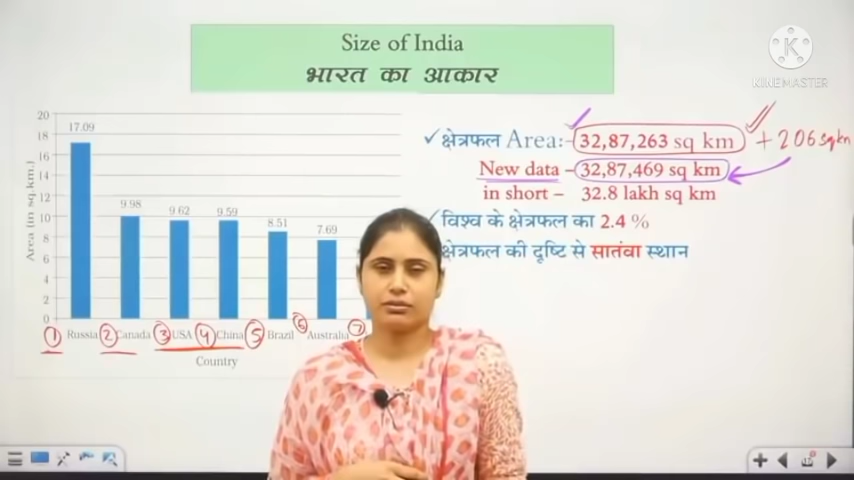 Size of India
भारत का आकार
KINEMASTER
20
18
16
14
12
10
8
6
4
2
0
Area (in sq.km.)
17.09
9.98
9.62
9.59
8.51
7.69
① Russia ② Canada ③ USA ④ China ⑤ Brazil ⑥ Australia ⑦
Country
✓ क्षेत्रफल Area:- 32,87,263 sq km + 206 sqkm
New data – 32,87,469 sq km
in short – 32.8 lakh sq km
✓ विश्व के क्षेत्रफल का 2.4 %
क्षेत्रफल की दृष्टि से सातंवा स्थान